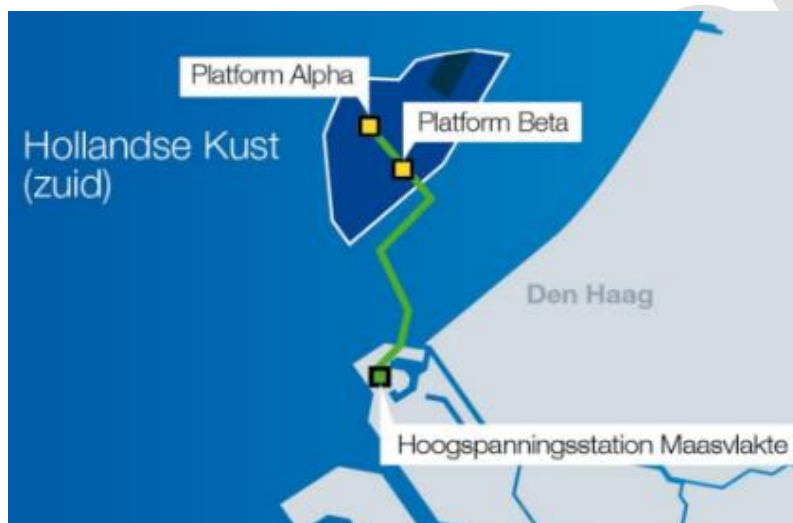 Platform Alpha
Platform Beta
Hollandse Kust
(zuid)
Den Haag
Hoogspanningsstation Maasvlakte